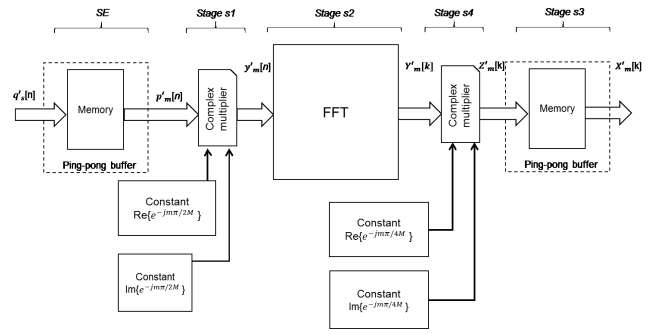 SE Stage s1 Stage s2 Stage s4 Stage s3
q'ₛ[n] p'ₘ[n] y'ₘ[n] Y'ₘ[k] Z'ₘ[k] X'ₘ[k]
Memory
Complex multiplier
FFT
Complex multiplier
Memory
Ping-pong buffer
Ping-pong buffer
Constant
Re{e^{-jmπ/2M} }
Constant
Re{e^{-jmπ/4M} }
Constant
Im{e^{-jmπ/2M} }
Constant
Im{e^{-jmπ/4M} }